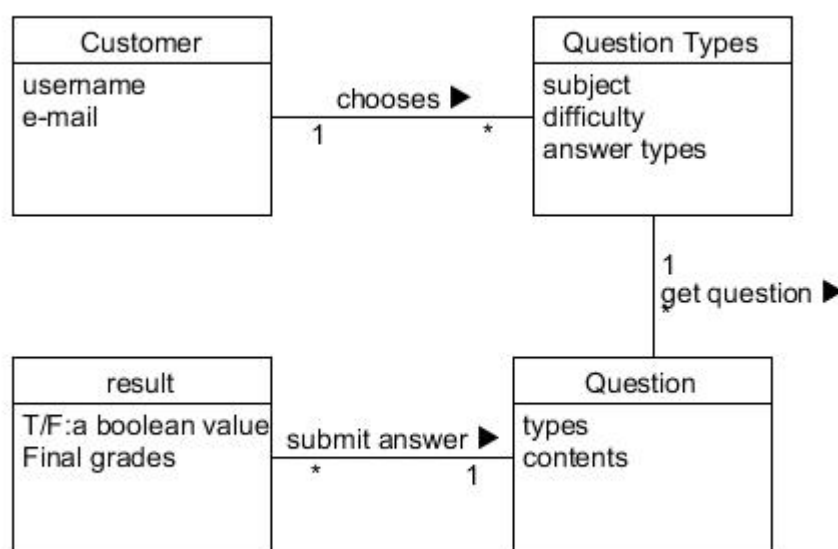 Customer
username
e-mail
chooses ▶
1
*
Question Types
subject
difficulty
answer types
1
get question ▶
*
result
T/F:a boolean value
Final grades
submit answer ▶
*
1
Question
types
contents